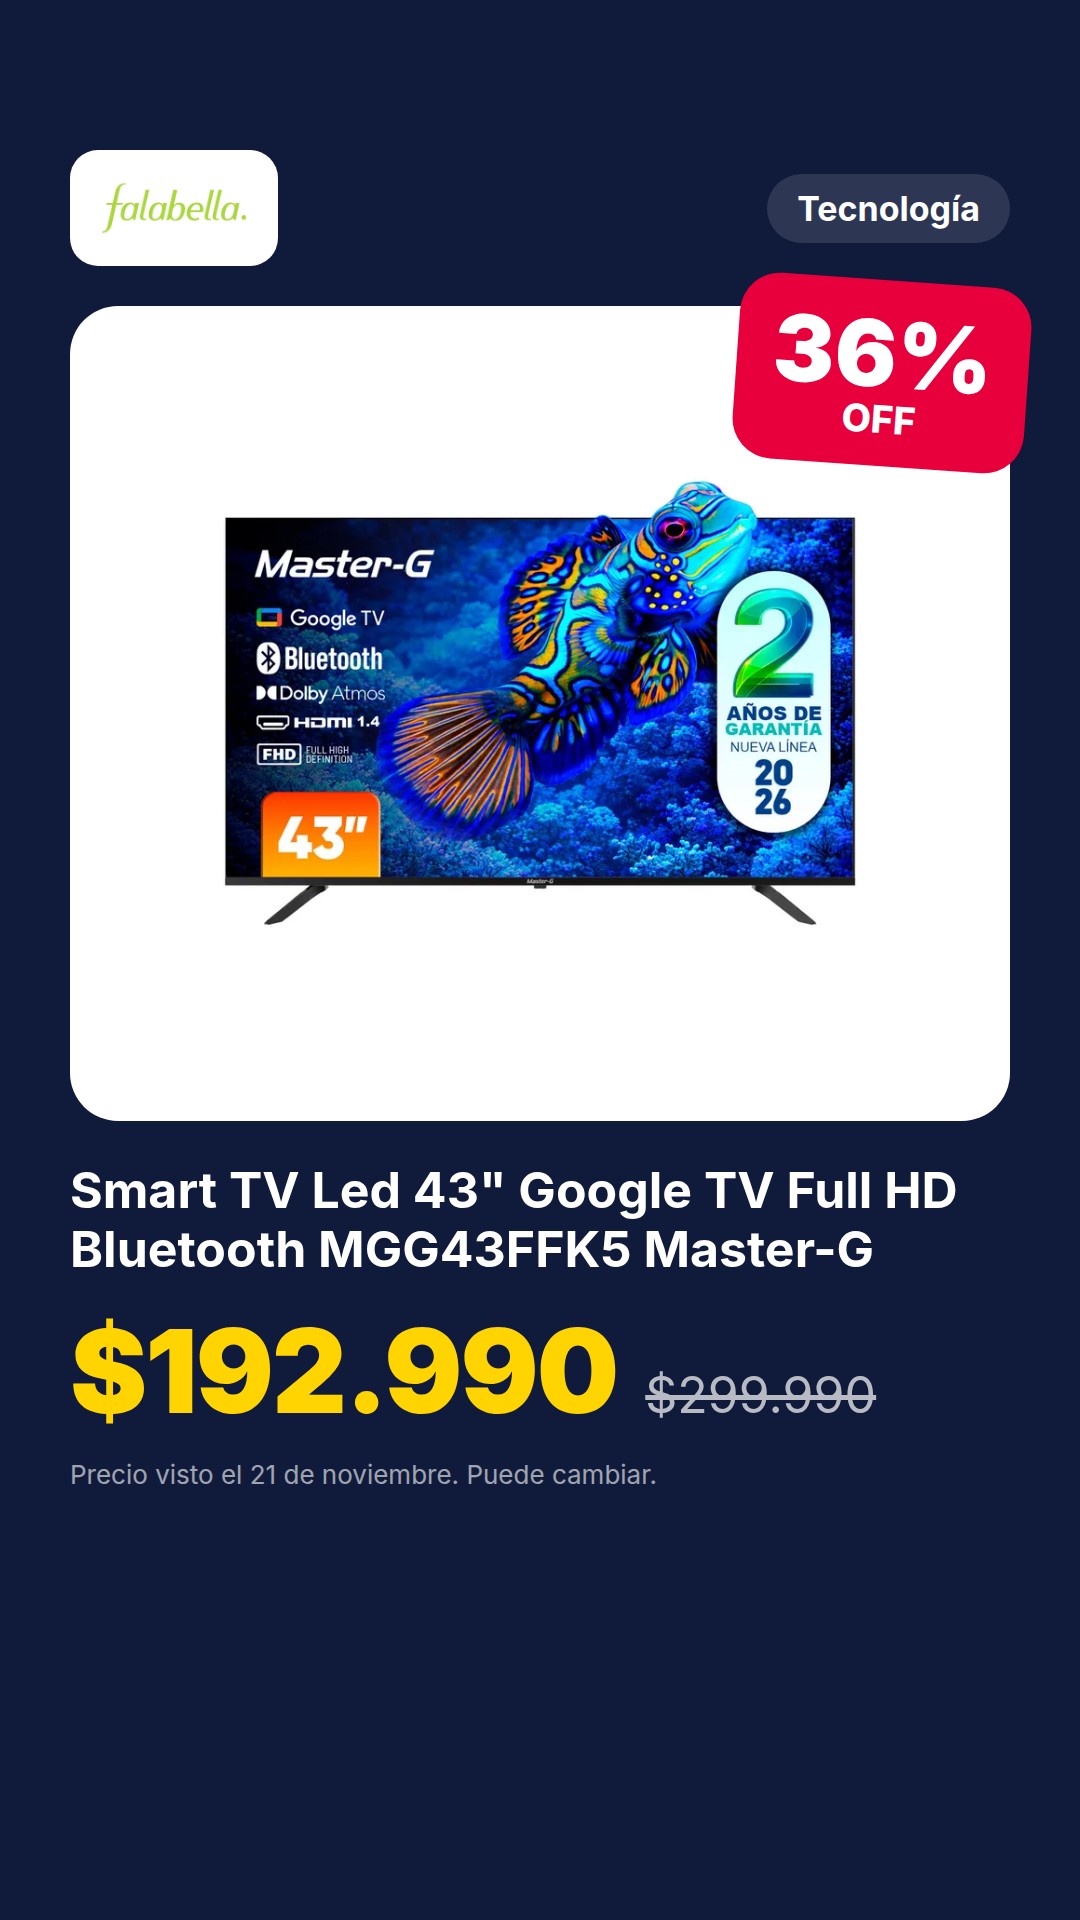 falabella.
Tecnología
36%
OFF
Master-G
Google TV
Bluetooth
Dolby Atmos
HDMI 1.4
FHD FULL HIGH
DEFINITION
43"
2
AÑOS DE
GARANTÍA
NUEVA LÍNEA
20
26
Master-G
Smart TV Led 43" Google TV Full HD
Bluetooth MGG43FFK5 Master-G
$192.990 $299.990
Precio visto el 21 de noviembre. Puede cambiar.